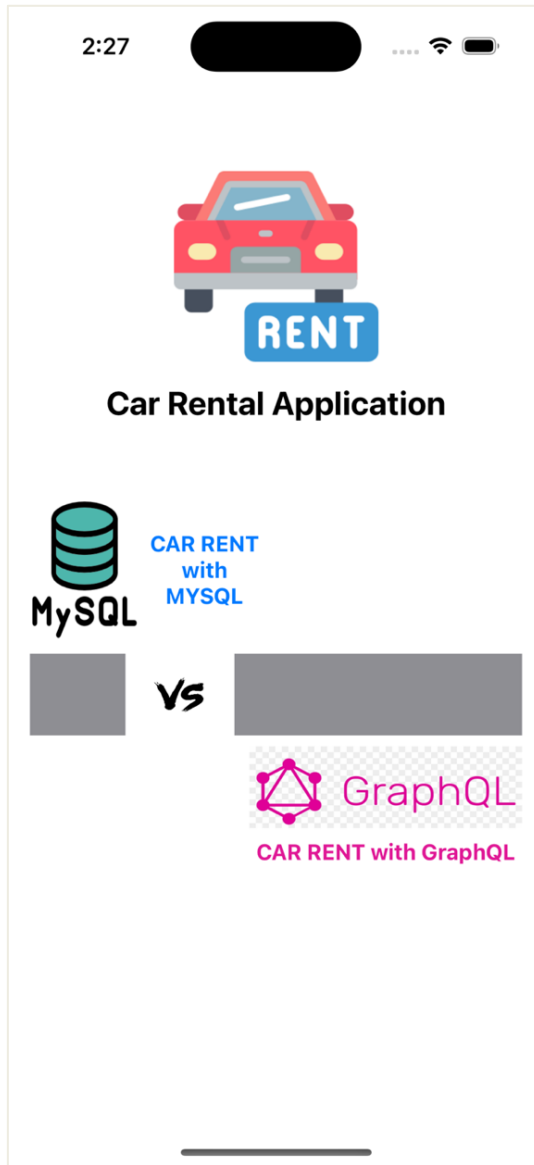 2:27
RENT
Car Rental Application
MySQL
CAR RENT
with
MYSQL
VS
GraphQL
CAR RENT with GraphQL